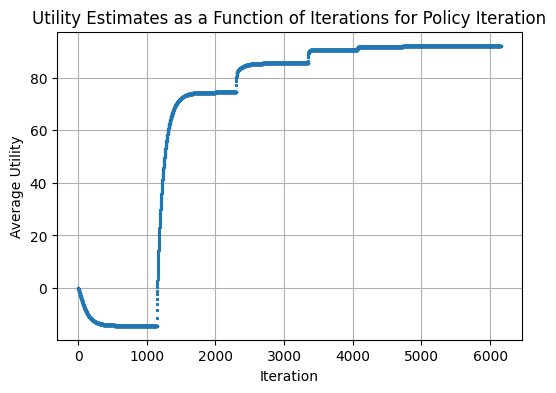 Utility Estimates as a Function of Iterations for Policy Iteration
80
60
40
20
0
Average Utility
0 1000 2000 3000 4000 5000 6000
Iteration